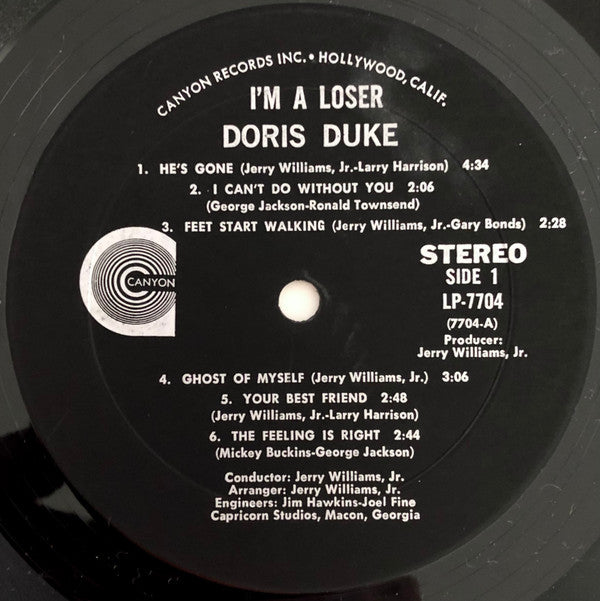 CANYON RECORDS INC. • HOLLYWOOD, CALIF.
I'M A LOSER
DORIS DUKE
1. HE'S GONE (Jerry Williams, Jr.-Larry Harrison) 4:34
2. I CAN'T DO WITHOUT YOU 2:06
(George Jackson-Ronald Townsend)
3. FEET START WALKING (Jerry Williams, Jr.-Gary Bonds) 2:28
CANYON
STEREO
SIDE 1
LP-7704
(7704-A)
Producer:
Jerry Williams, Jr.
4. GHOST OF MYSELF (Jerry Williams, Jr.) 3:06
5. YOUR BEST FRIEND 2:48
(Jerry Williams, Jr.-Larry Harrison)
6. THE FEELING IS RIGHT 2:44
(Mickey Buckins-George Jackson)
Conductor: Jerry Williams, Jr.
Arranger: Jerry Williams, Jr.
Engineers: Jim Hawkins-Joel Fine
Capricorn Studios, Macon, Georgia